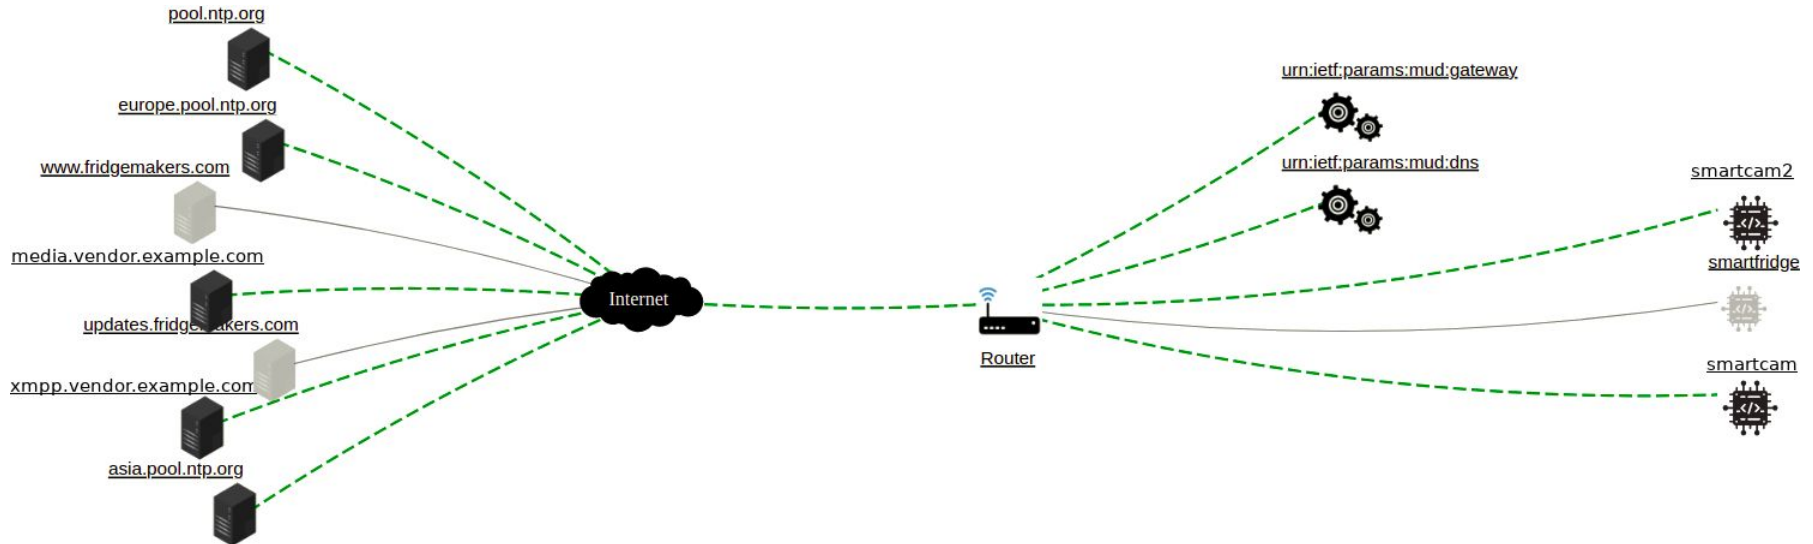 pool.ntp.org
europe.pool.ntp.org
www.fridgemakers.com
media.vendor.example.com
updates.fridgemakers.com
xmpp.vendor.example.com
asia.pool.ntp.org
Internet
Router
urn:ietf:params:mud:gateway
urn:ietf:params:mud:dns
smartcam2
smartfridge
smartcam